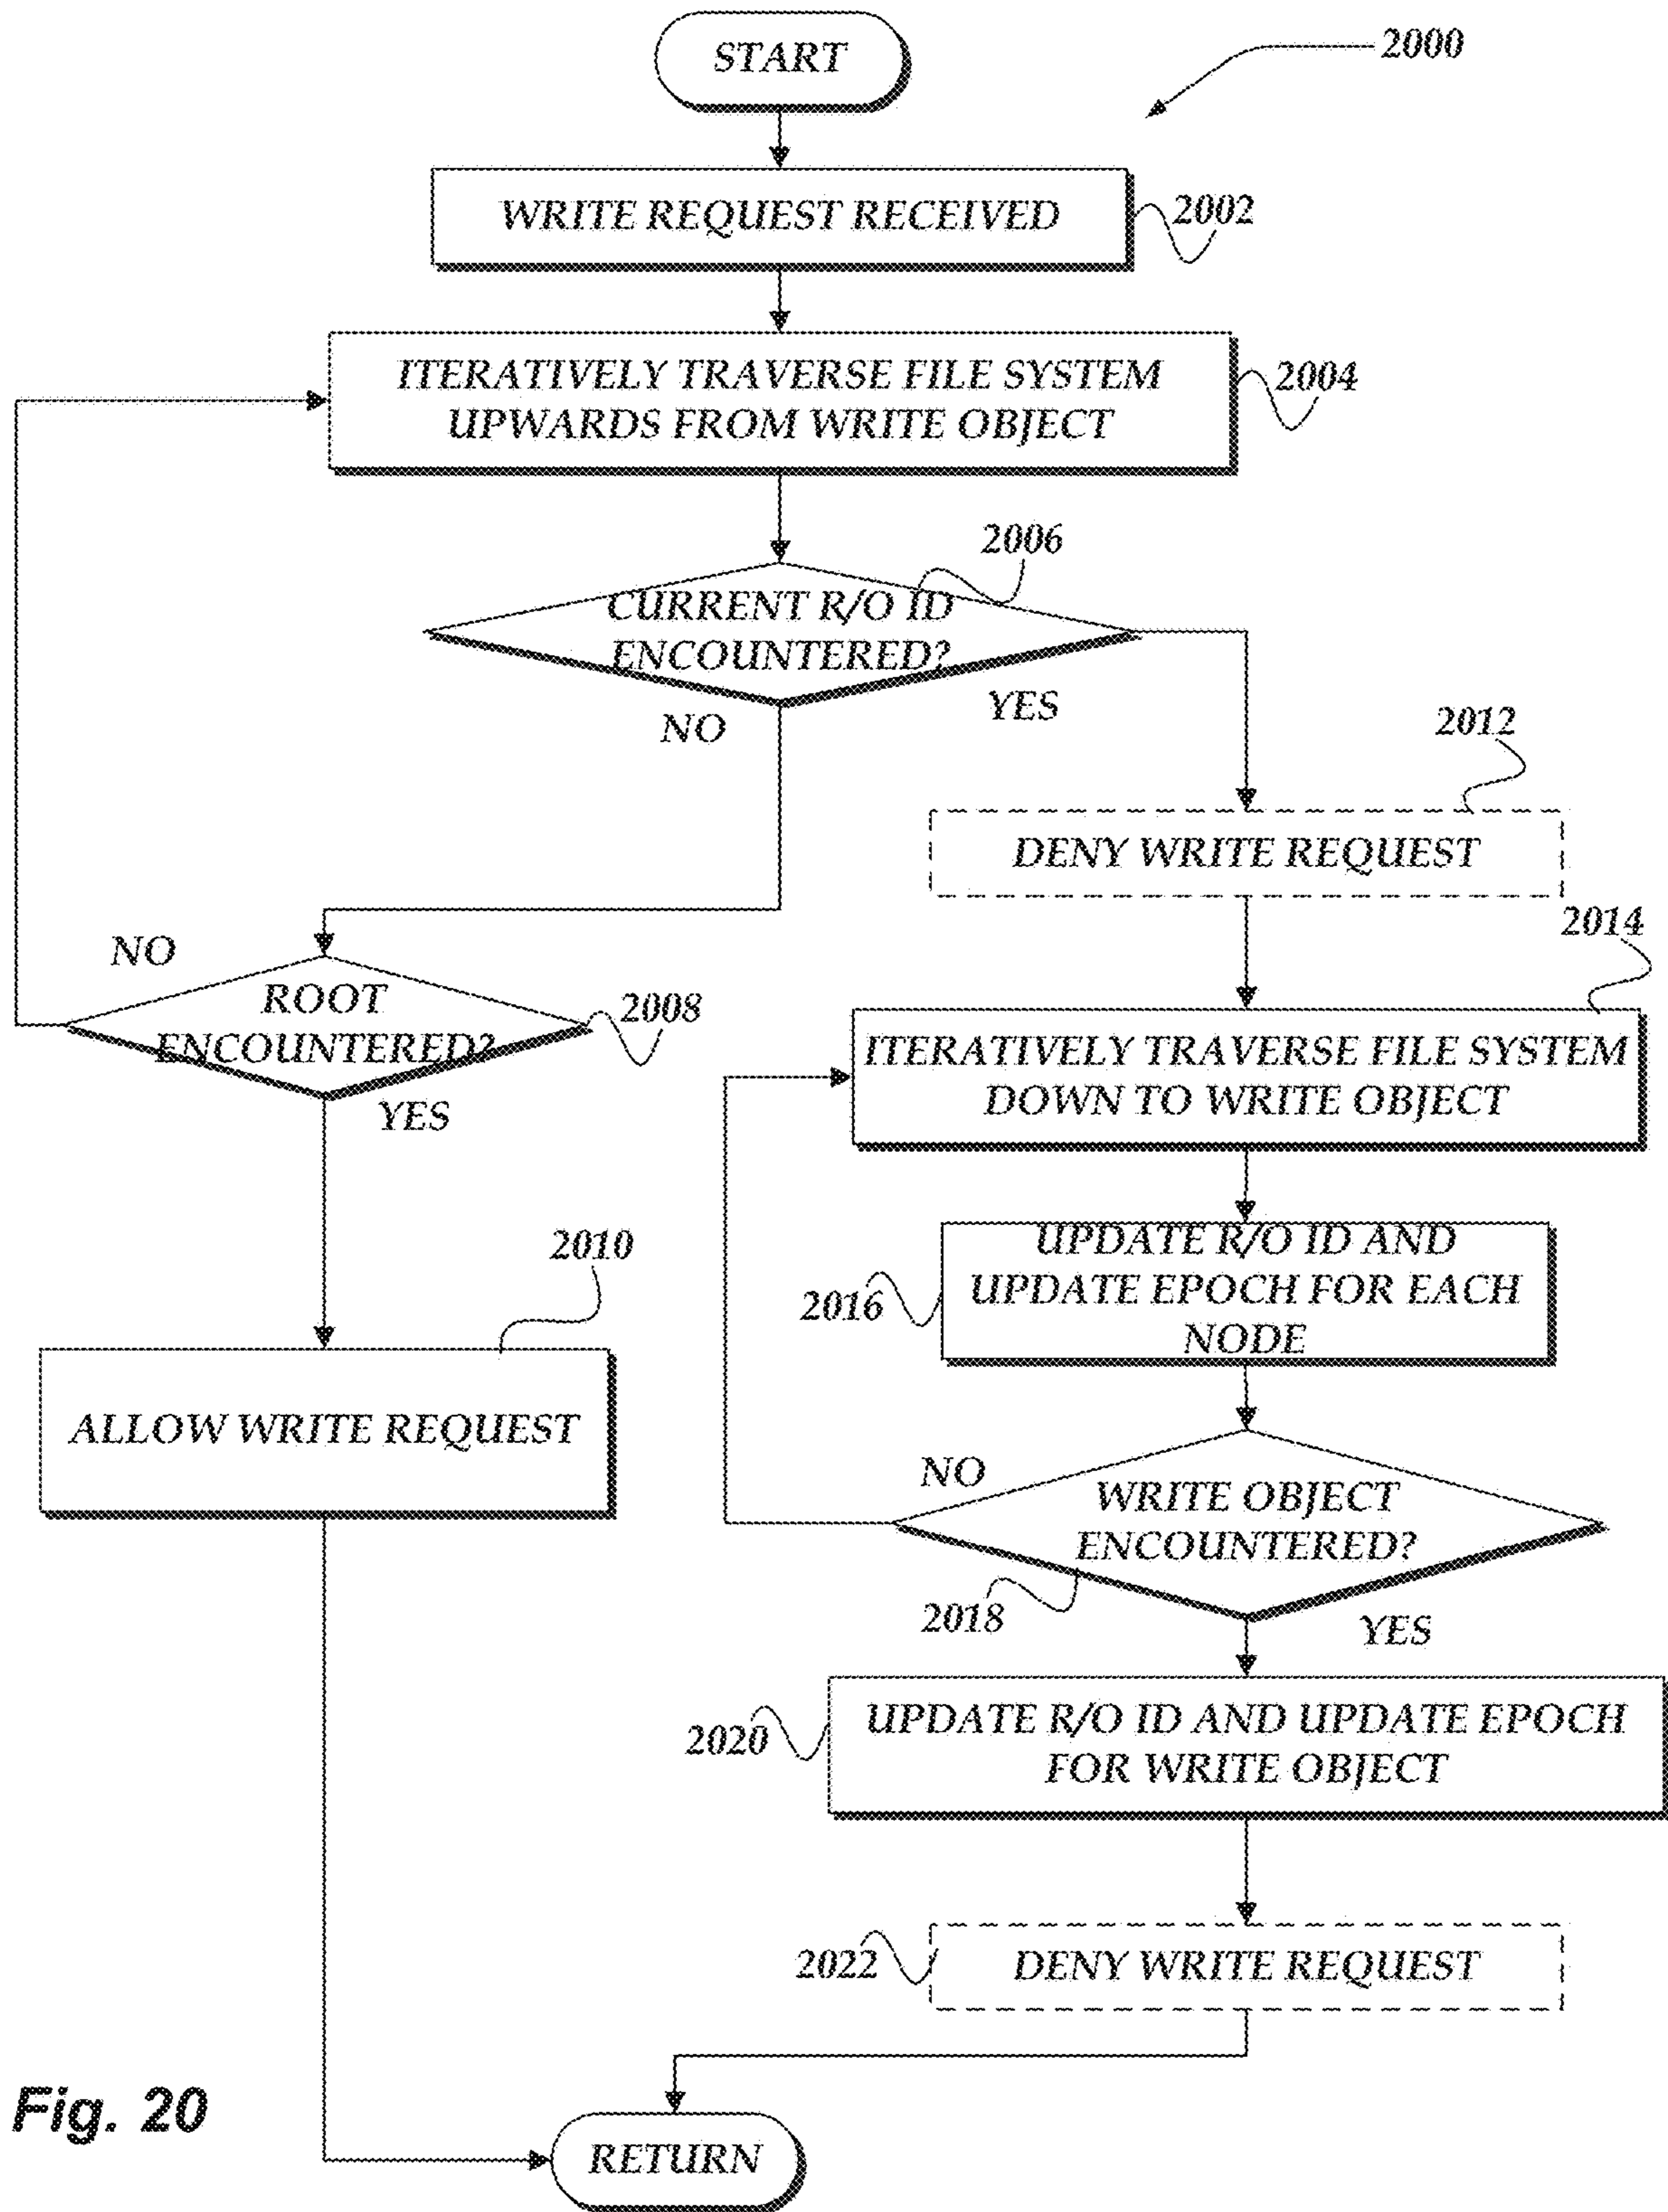 START
2000
WRITE REQUEST RECEIVED
2002
ITERATIVELY TRAVERSE FILE SYSTEM
UPWARDS FROM WRITE OBJECT
2004
2006
CURRENT R/O ID
ENCOUNTERED?
YES
NO
2012
DENY WRITE REQUEST
2014
NO
ROOT
ENCOUNTERED?
2008
YES
ITERATIVELY TRAVERSE FILE SYSTEM
DOWN TO WRITE OBJECT
2010
ALLOW WRITE REQUEST
UPDATE R/O ID AND
UPDATE EPOCH FOR EACH
NODE
2016
NO
WRITE OBJECT
ENCOUNTERED?
2018
YES
UPDATE R/O ID AND UPDATE EPOCH
FOR WRITE OBJECT
2020
2022
DENY WRITE REQUEST
Fig. 20
RETURN